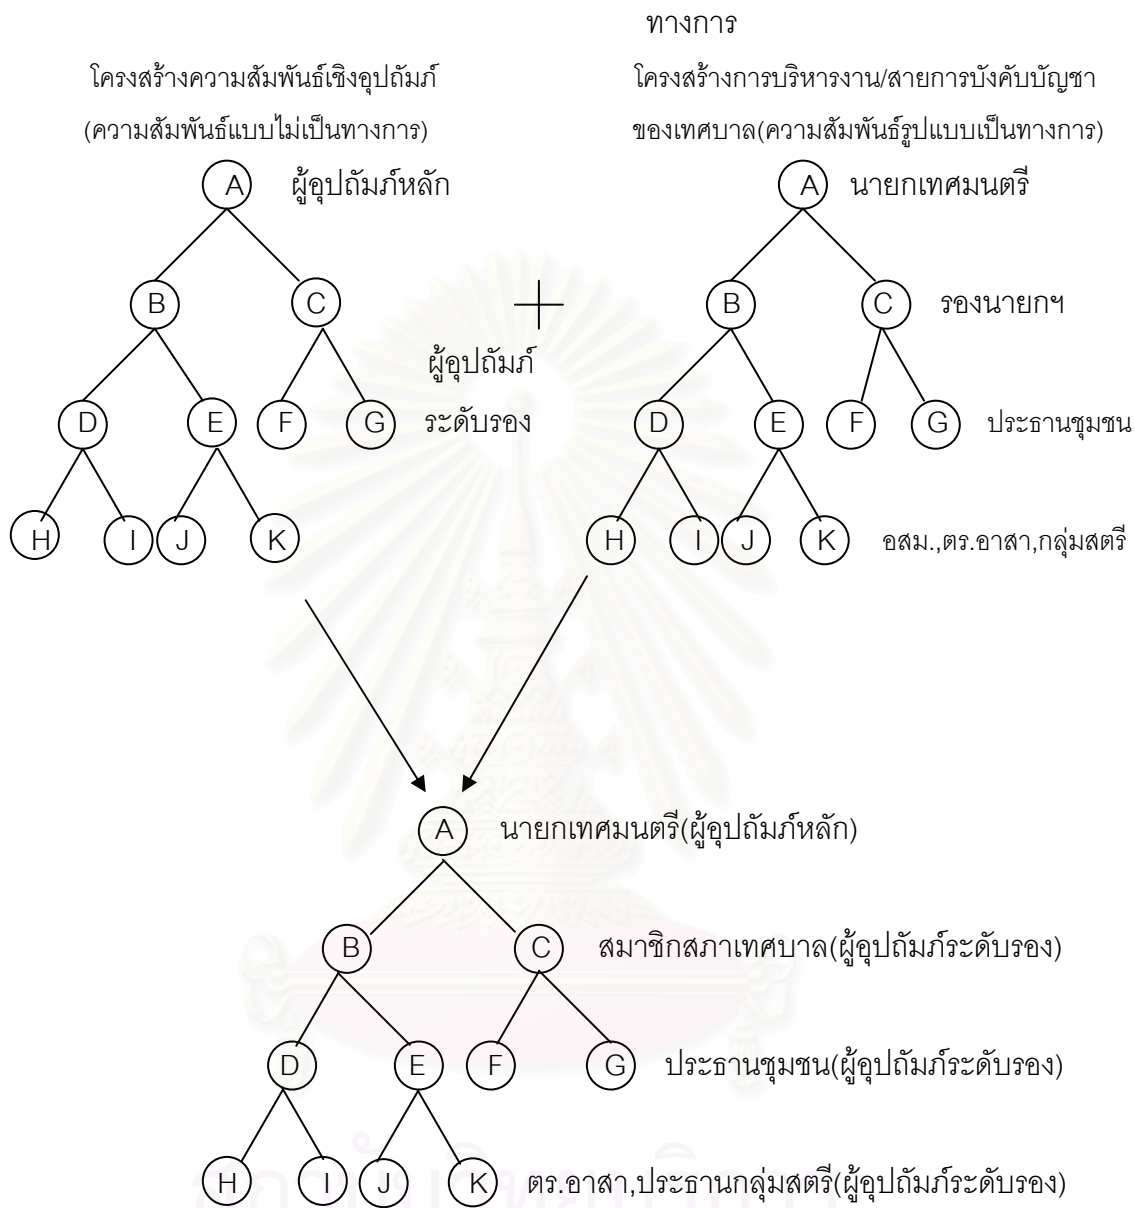 ทางการ
โครงสร้างความสัมพันธ์เชิงอุปถัมภ์
(ความสัมพันธ์แบบไม่เป็นทางการ)
โครงสร้างการบริหารงาน/สายการบังคับบัญชา
ของเทศบาล(ความสัมพันธ์รูปแบบเป็นทางการ)
A ผู้อุปถัมภ์หลัก
B C
ผู้อุปถัมภ์
D E F G ระดับรอง
H I J K
+
A นายกเทศมนตรี
B C รองนายกฯ
D E F G ประธานชุมชน
H I J K อสม.,ตร.อาสา,กลุ่มสตรี
A นายกเทศมนตรี(ผู้อุปถัมภ์หลัก)
B C สมาชิกสภาเทศบาล(ผู้อุปถัมภ์ระดับรอง)
D E F G ประธานชุมชน(ผู้อุปถัมภ์ระดับรอง)
H I J K ตร.อาสา,ประธานกลุ่มสตรี(ผู้อุปถัมภ์ระดับรอง)